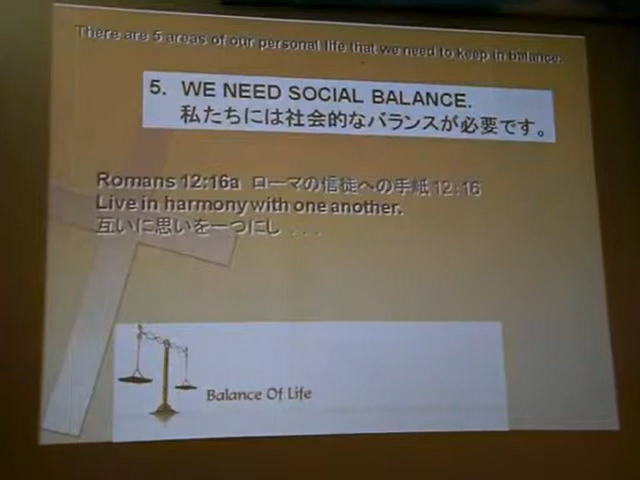 There are 5 areas of our personal life that we need to keep in balance.
5. WE NEED SOCIAL BALANCE.
私たちには社会的なバランスが必要です。
Romans 12:16a ローマの信徒への手紙 12:16
Live in harmony with one another.
互いに思いを一つにし . . .
Balance Of Life